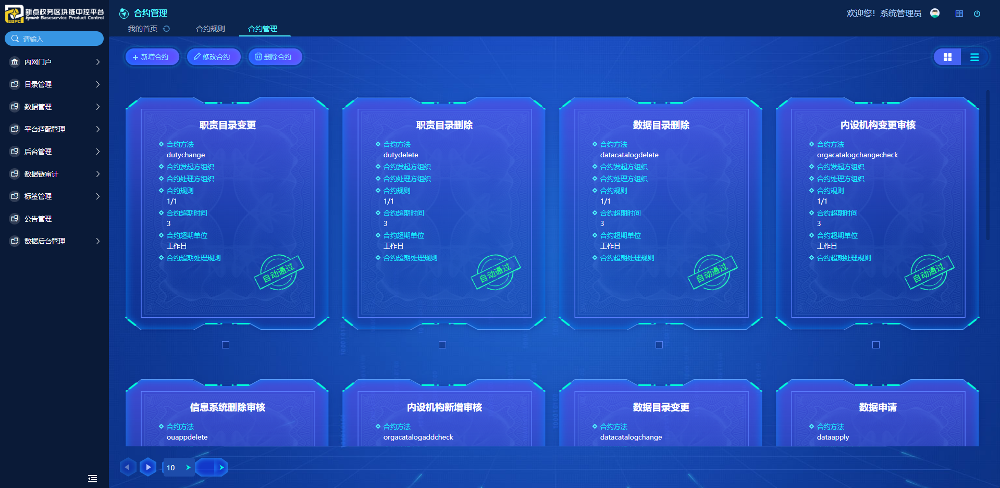 新点政务区块链中控平台
Epoint Baseservice Product Control
EBPC
合约管理
欢迎您！系统管理员
我的首页
合约规则
合约管理
请输入
内网门户
目录管理
数据管理
平台适配管理
后台管理
数据链审计
标签管理
公告管理
数据后台管理
新增合约
修改合约
删除合约
职责目录变更
合约方法
dutychange
合约发起方组织
合约处理方组织
合约规则
1/1
合约超期时间
3
合约超期单位
工作日
合约超期处理规则
自动通过
职责目录删除
合约方法
dutydelete
合约发起方组织
合约处理方组织
合约规则
1/1
合约超期时间
3
合约超期单位
工作日
合约超期处理规则
自动通过
数据目录删除
合约方法
datacatalogdelete
合约发起方组织
合约处理方组织
合约规则
1/1
合约超期时间
3
合约超期单位
工作日
合约超期处理规则
自动通过
内设机构变更审核
合约方法
orgacatalogchangecheck
合约发起方组织
合约处理方组织
合约规则
1/1
合约超期时间
3
合约超期单位
工作日
合约超期处理规则
自动通过
信息系统删除审核
合约方法
ouappdelete
内设机构新增审核
合约方法
orgacatalogaddcheck
数据目录变更
合约方法
datacatalogchange
数据申请
合约方法
dataapply
10